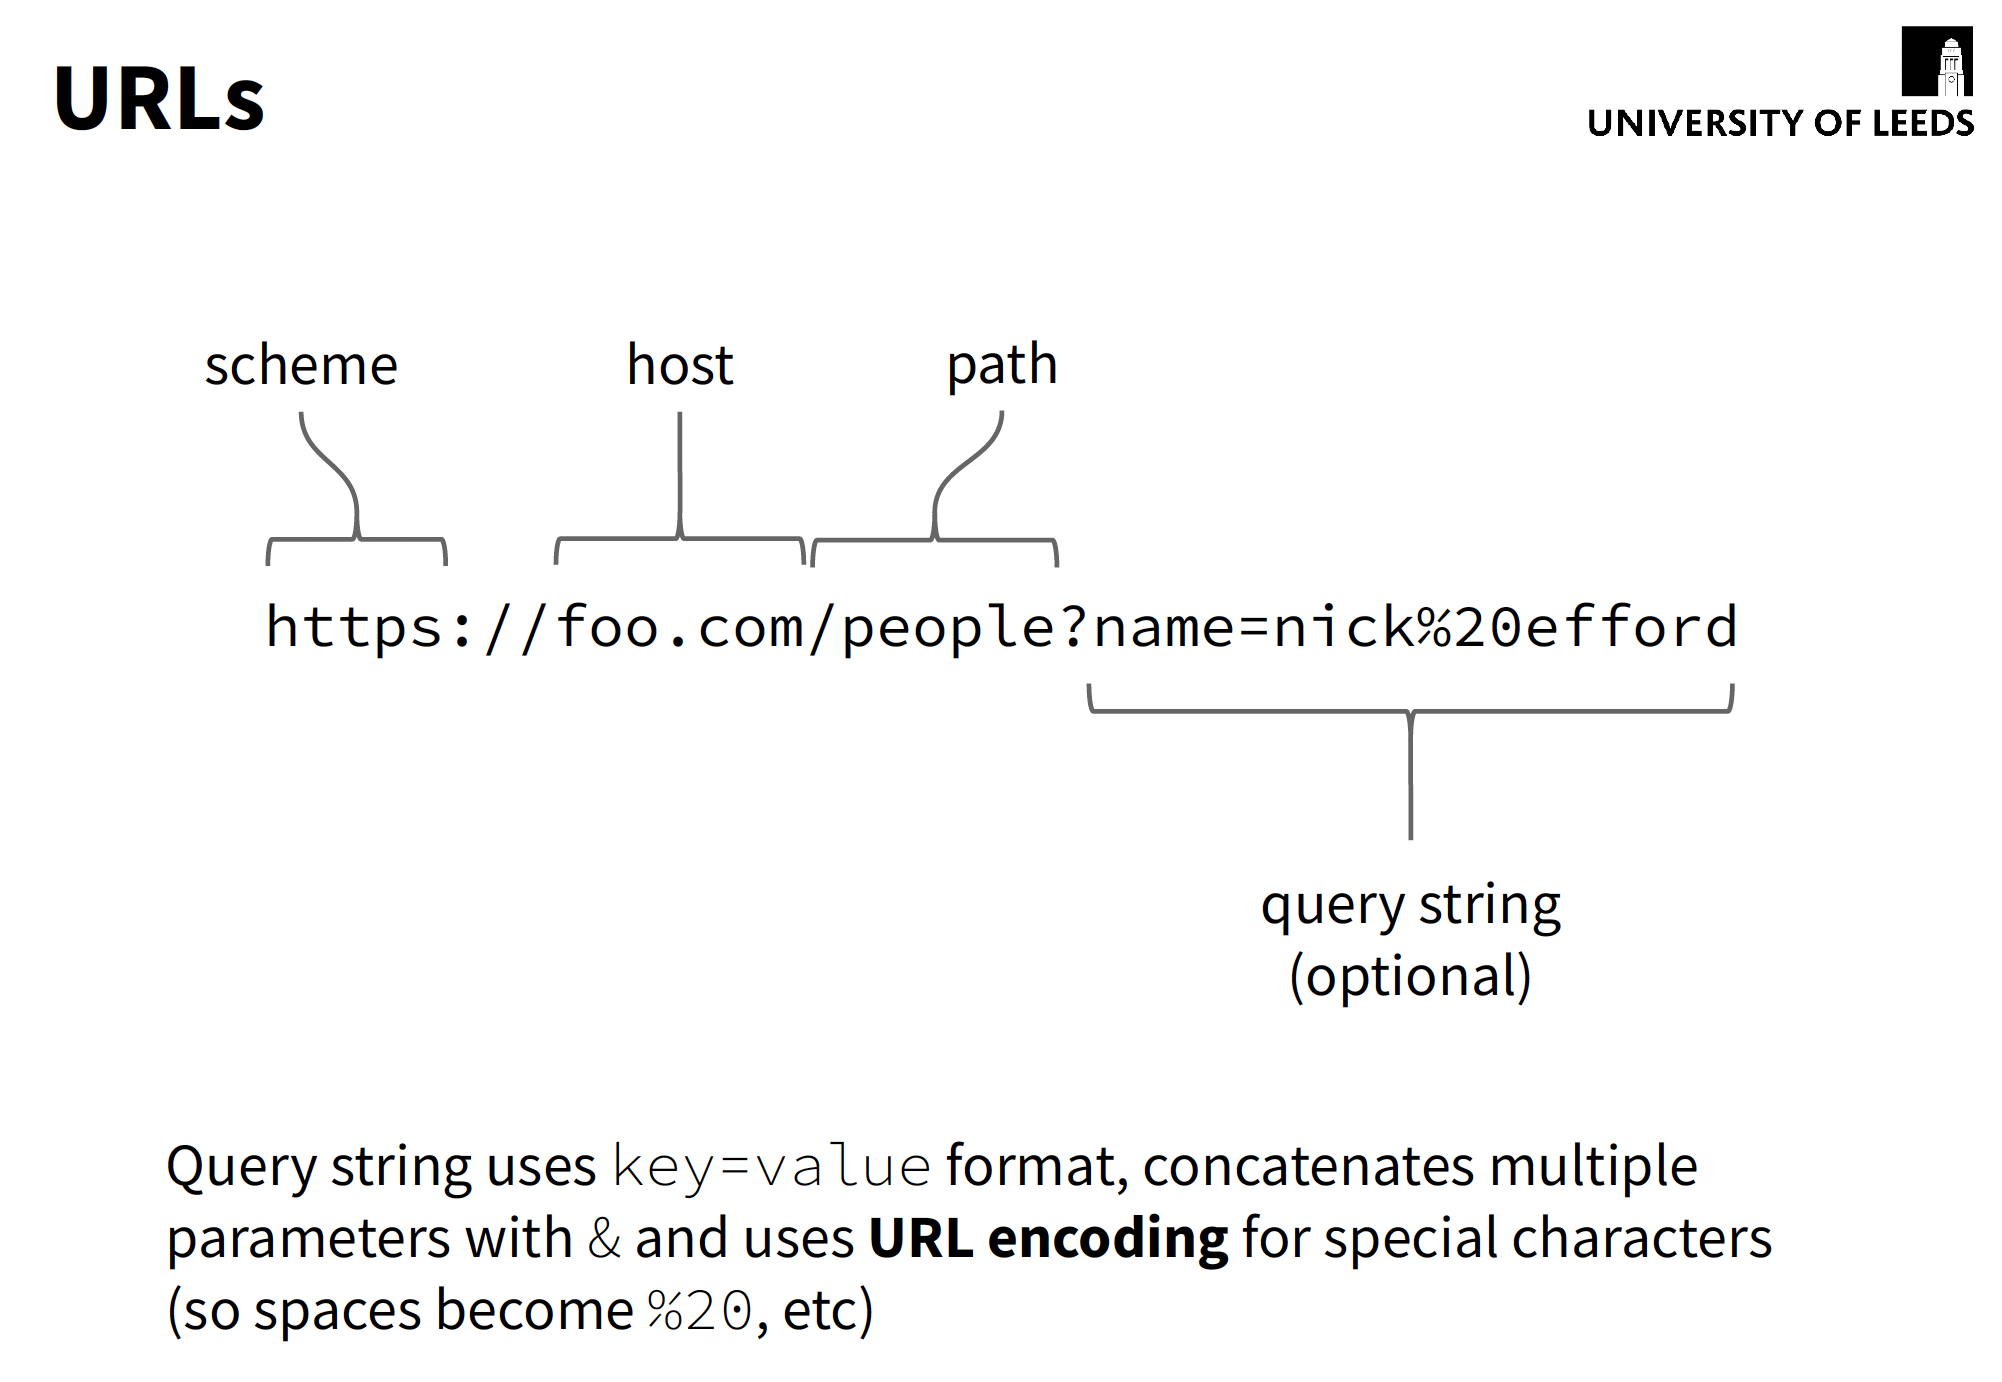 URLs
UNIVERSITY OF LEEDS
scheme
host
path
https://foo.com/people?name=nick%20efford
query string
(optional)
Query string uses key=value format, concatenates multiple
parameters with & and uses URL encoding for special characters
(so spaces become %20, etc)